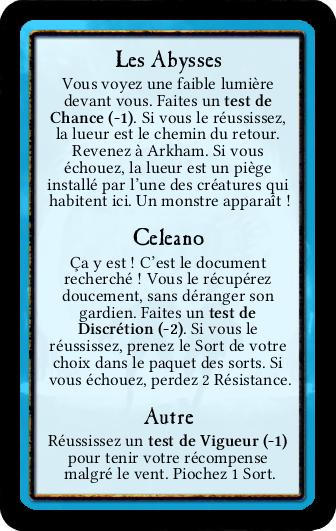 Les Abysses
Vous voyez une faible lumière
devant vous. Faites un test de
Chance (-1). Si vous le réussissez,
la lueur est le chemin du retour.
Revenez à Arkham. Si vous
échouez, la lueur est un piège
installé par l'une des créatures qui
habitent ici. Un monstre apparaît !
Celeano
Ça y est ! C'est le document
recherché ! Vous le récupérez
doucement, sans déranger son
gardien. Faites un test de
Discrétion (-2). Si vous le
réussissez, prenez le Sort de votre
choix dans le paquet des sorts. Si
vous échouez, perdez 2 Résistance.
Autre
Réussissez un test de Vigueur (-1)
pour tenir votre récompense
malgré le vent. Piochez 1 Sort.